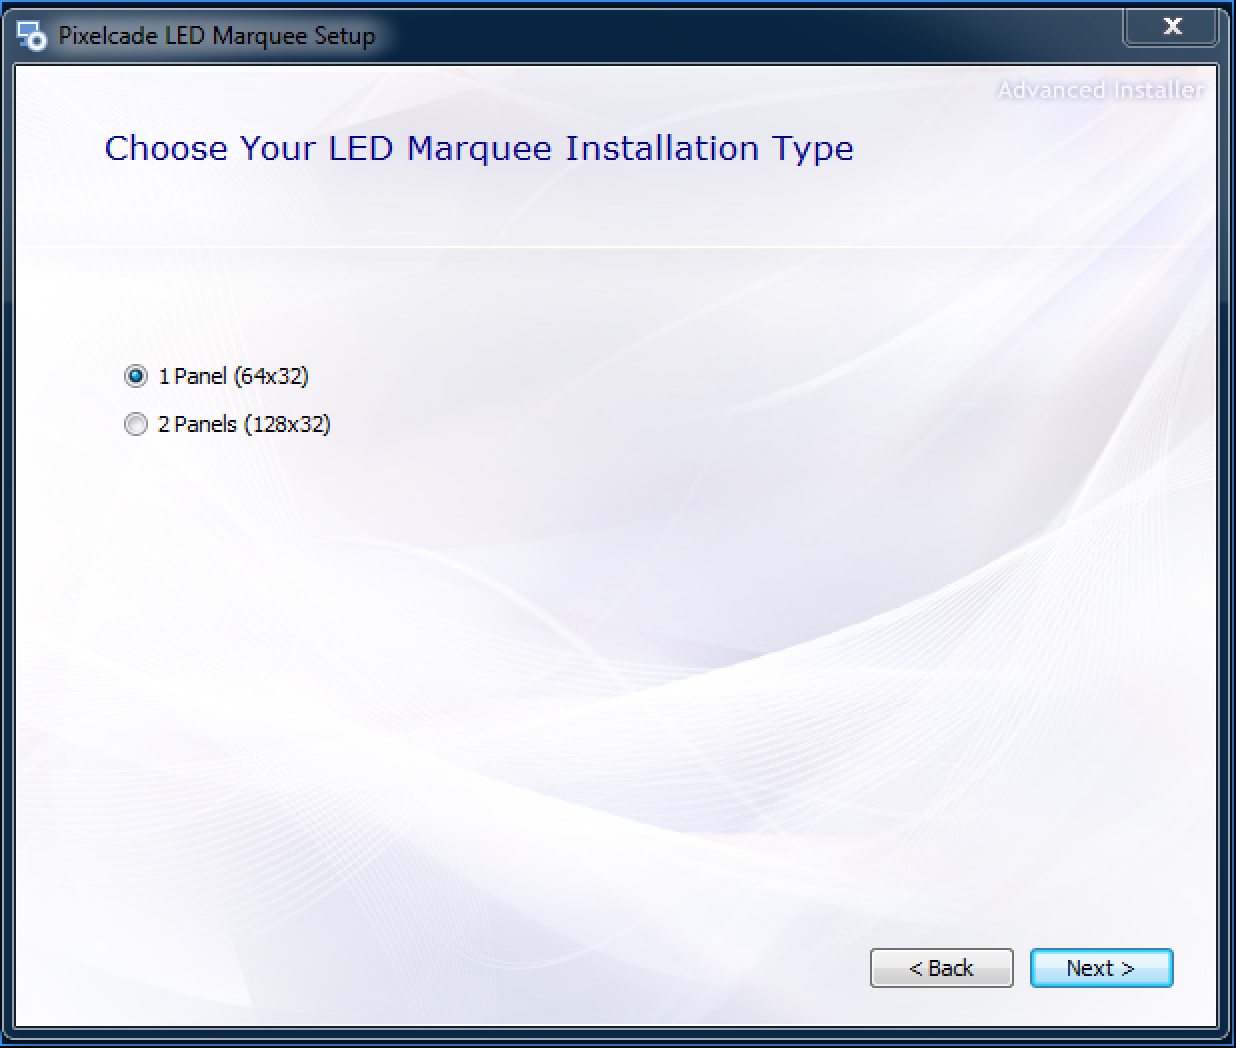 Pixelcade LED Marquee Setup
Advanced Installer
Choose Your LED Marquee Installation Type
1 Panel (64x32)
2 Panels (128x32)
< Back
Next >